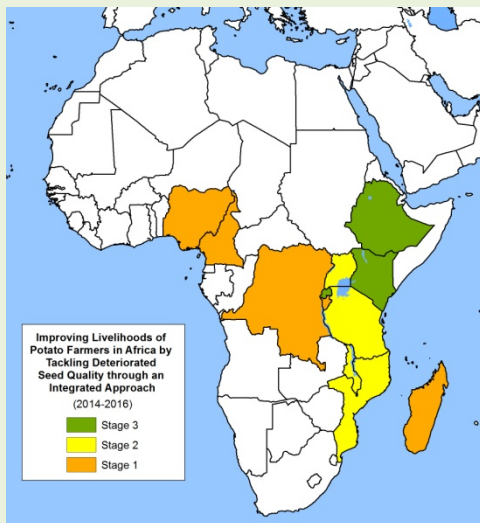 Improving Livelihoods of
Potato Farmers in Africa by
Tackling Deteriorated
Seed Quality through an
Integrated Approach
(2014-2016)
Stage 3
Stage 2
Stage 1